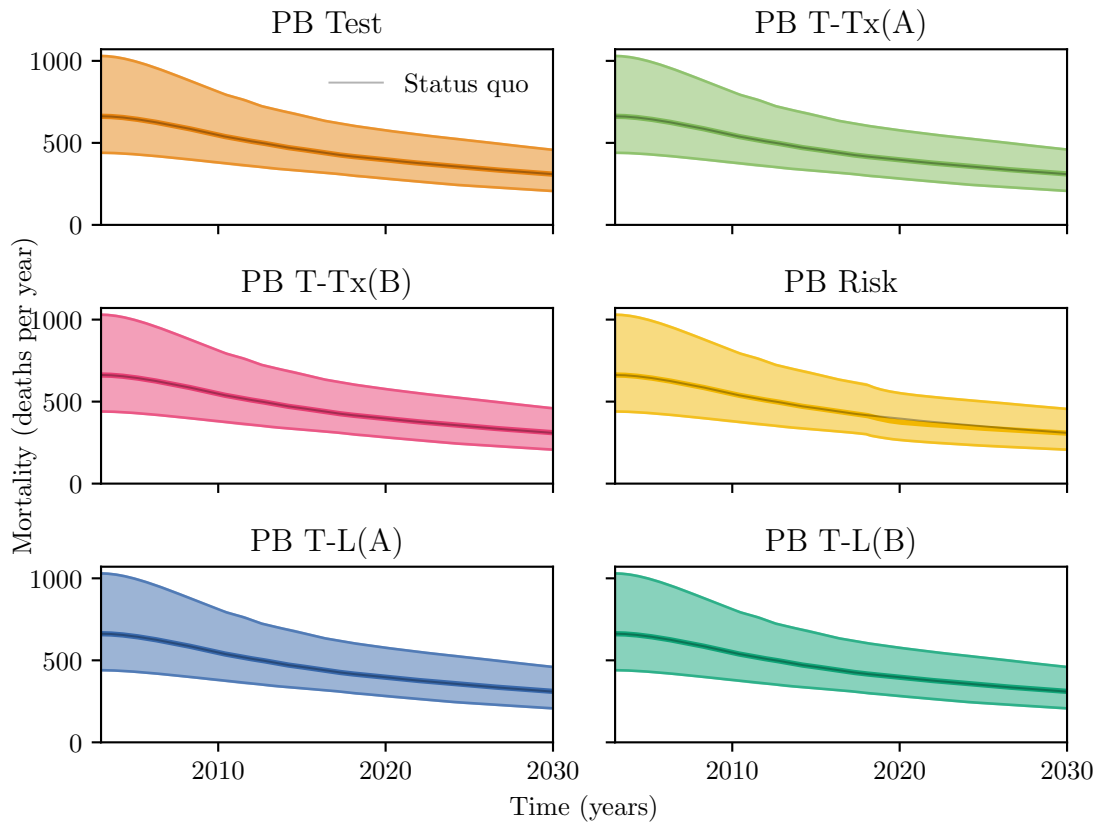 PB Test
PB T-Tx(A)
1000
500
0
Status quo
PB T-Tx(B)
PB Risk
1000
500
0
Mortality (deaths per year)
PB T-L(A)
PB T-L(B)
1000
500
0
2010
2020
2030
2010
2020
2030
Time (years)